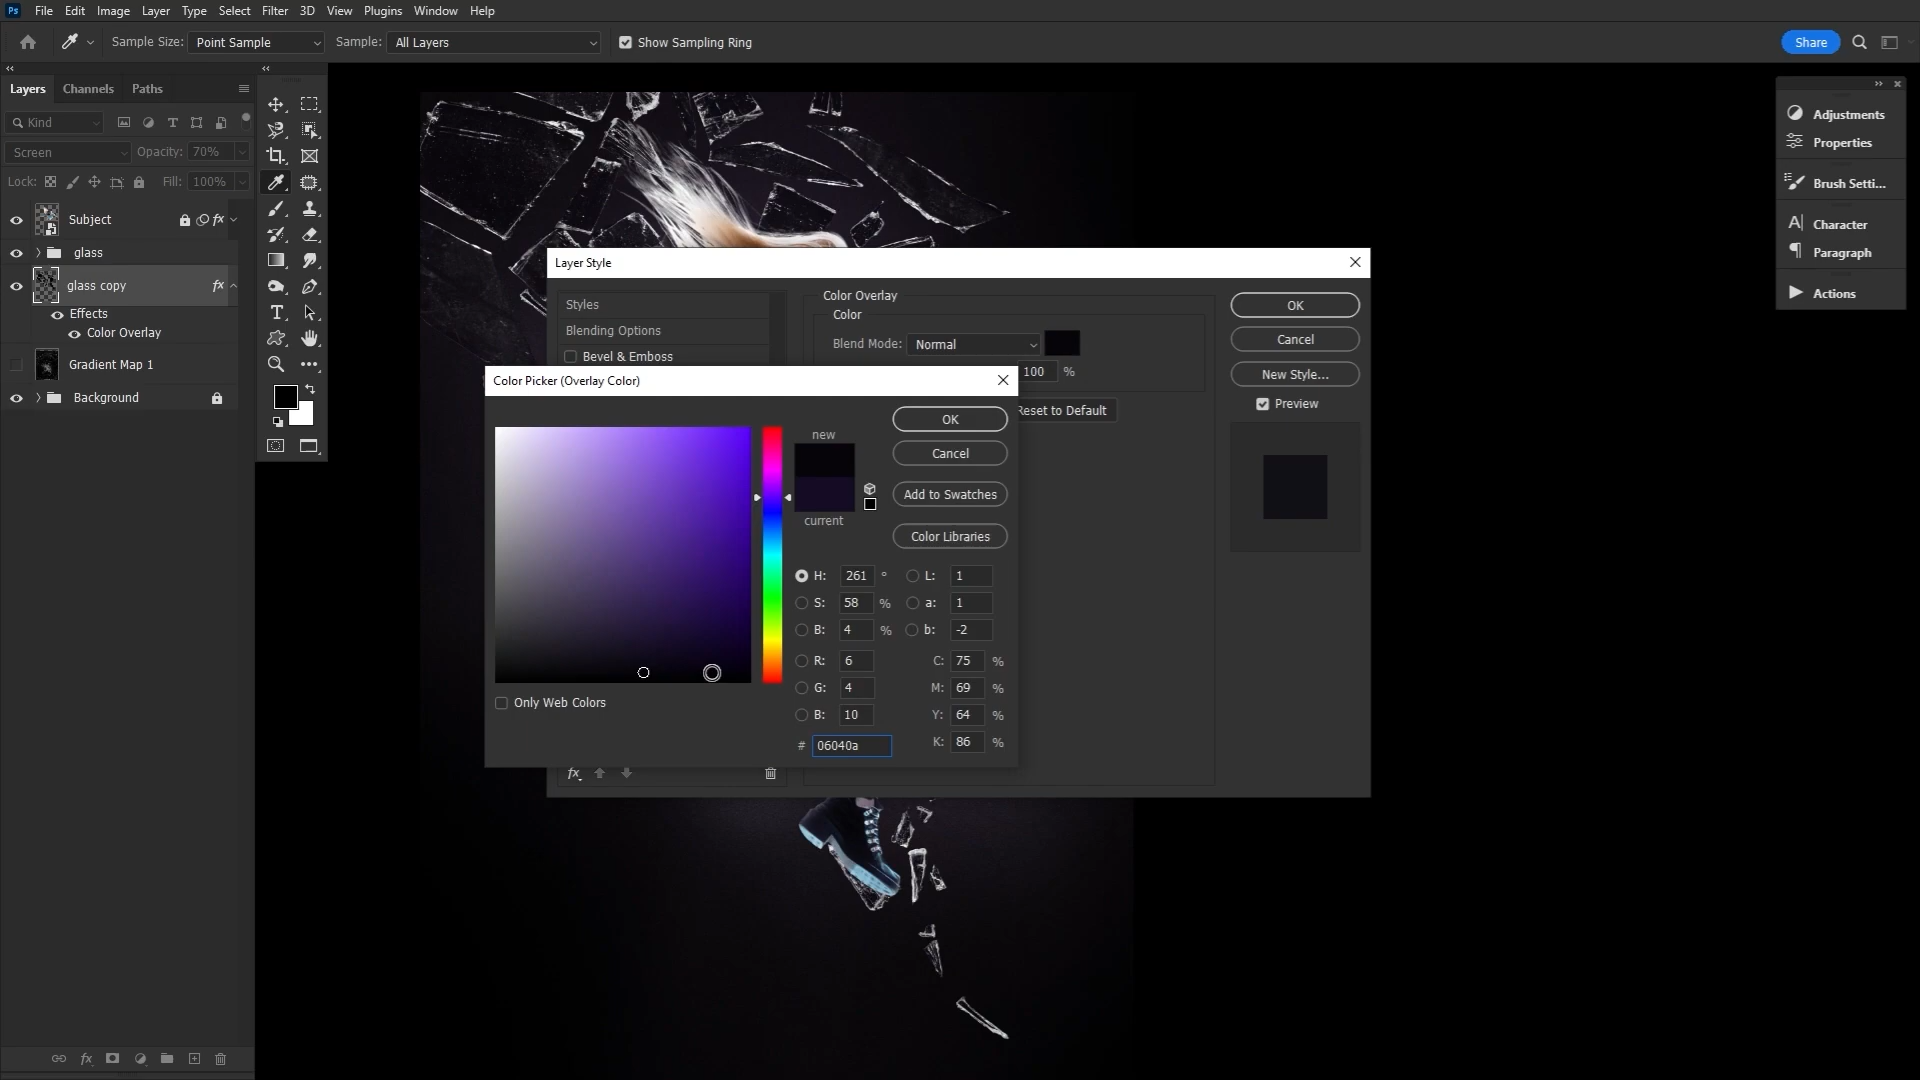 Ps File Edit Image Layer Type Select Filter 3D View Plugins Window Help
Sample Size: Point Sample Sample: All Layers Show Sampling Ring Share
Layers Channels Paths
Kind
Screen Opacity: 70%
Lock: Fill: 100%
Subject fx
glass
glass copy fx
Effects
Color Overlay
Gradient Map 1
Background
Adjustments
Properties
Brush Setti...
Character
Paragraph
Actions
Layer Style
Styles
Blending Options
Bevel & Emboss
Color Overlay
Color
Blend Mode: Normal
100 %
Reset to Default
OK
Cancel
New Style...
Preview
fx
Color Picker (Overlay Color)
new
current
OK
Cancel
Add to Swatches
Color Libraries
H: 261 ° L: 1
S: 58 % a: 1
B: 4 % b: -2
R: 6 C: 75 %
G: 4 M: 69 %
B: 10 Y: 64 %
# 06040a K: 86 %
Only Web Colors
fx